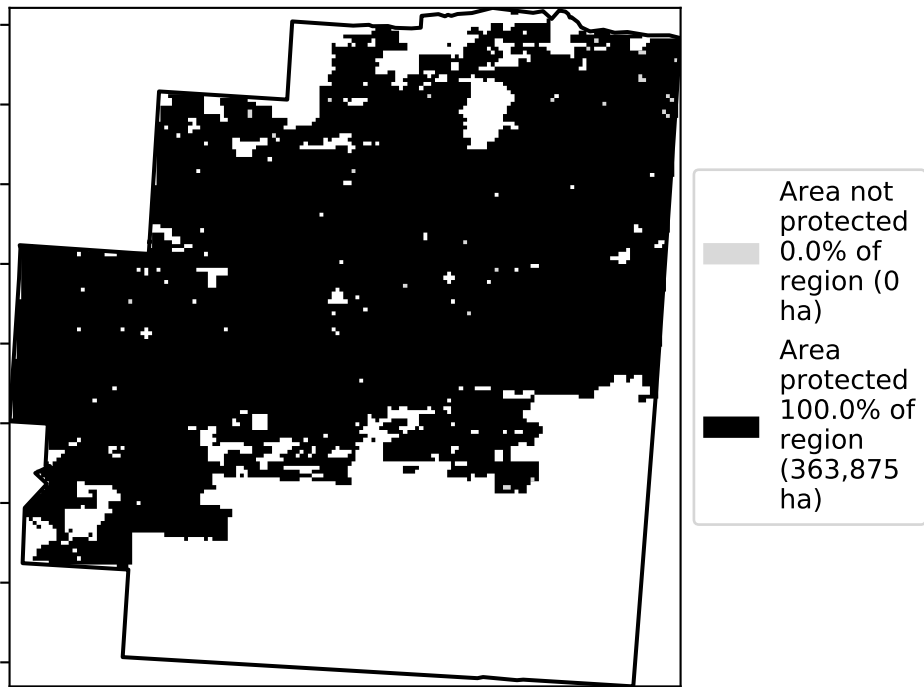 Area not
protected
0.0% of
region (0
ha)
Area
protected
100.0% of
region
(363,875
ha)